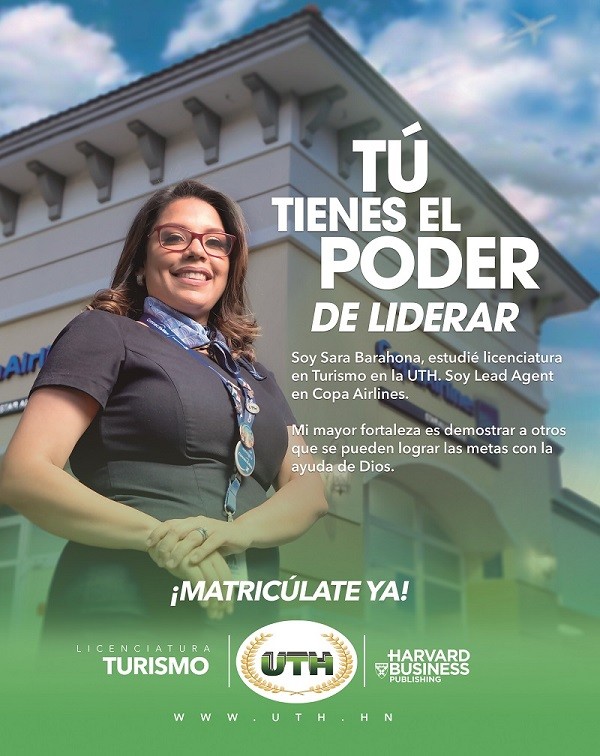 TÚ
TIENES EL
PODER
DE LIDERAR
Soy Sara Barahona, estudié licenciatura
en Turismo en la UTH. Soy Lead Agent
en Copa Airlines.
Mi mayor fortaleza es demostrar a otros
que se pueden lograr las metas con la
ayuda de Dios.
Airlines
¡MATRICÚLATE YA!
LICENCIATURA
TURISMO
UTH
HARVARD
BUSINESS
PUBLISHING
WWW.UTH.HN